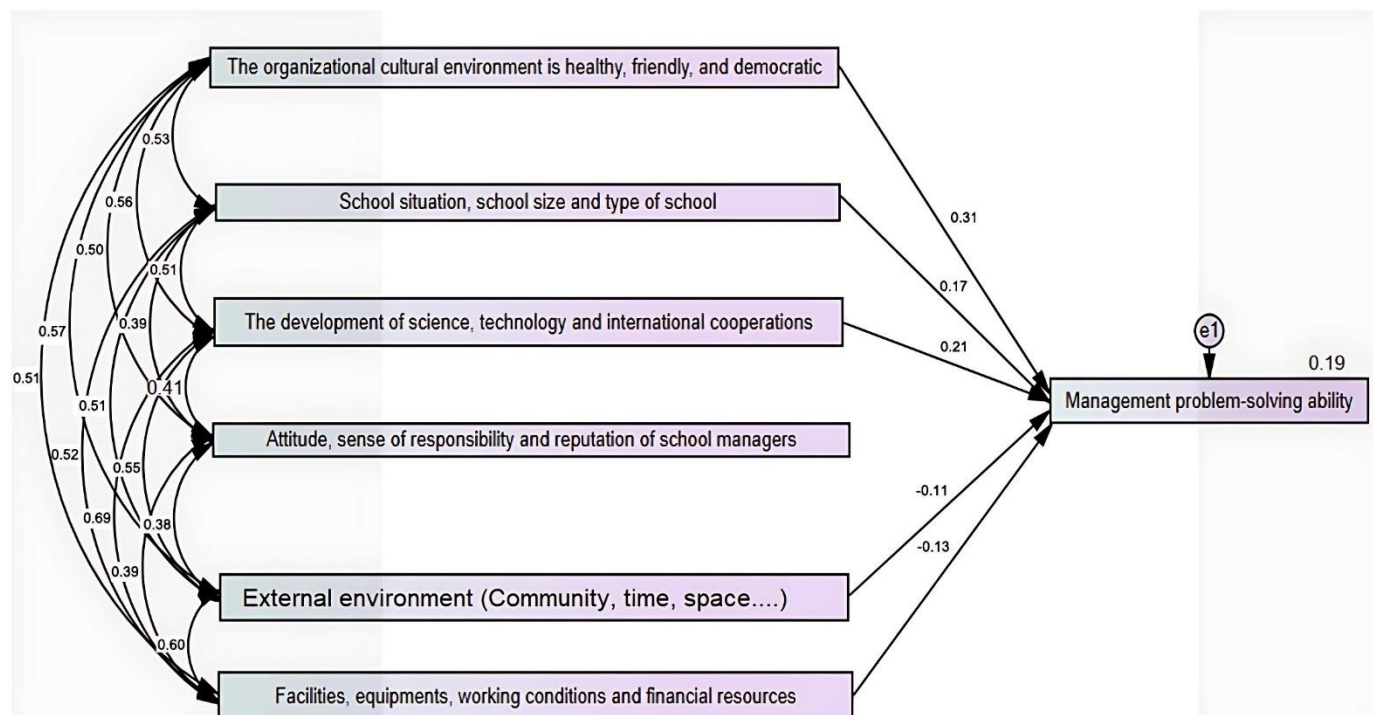 The organizational cultural environment is healthy, friendly, and democratic
0.53
School situation, school size and type of school
0.56
0.31
0.50
0.51
0.17
The development of science, technology and international cooperations
0.57
0.39
0.21
e1
0.19
0.51
0.41
0.51
Management problem-solving ability
Attitude, sense of responsibility and reputation of school managers
0.52
0.55
-0.11
0.69
0.38
-0.13
0.39
External environment (Community, time, space....)
0.60
Facilities, equipments, working conditions and financial resources